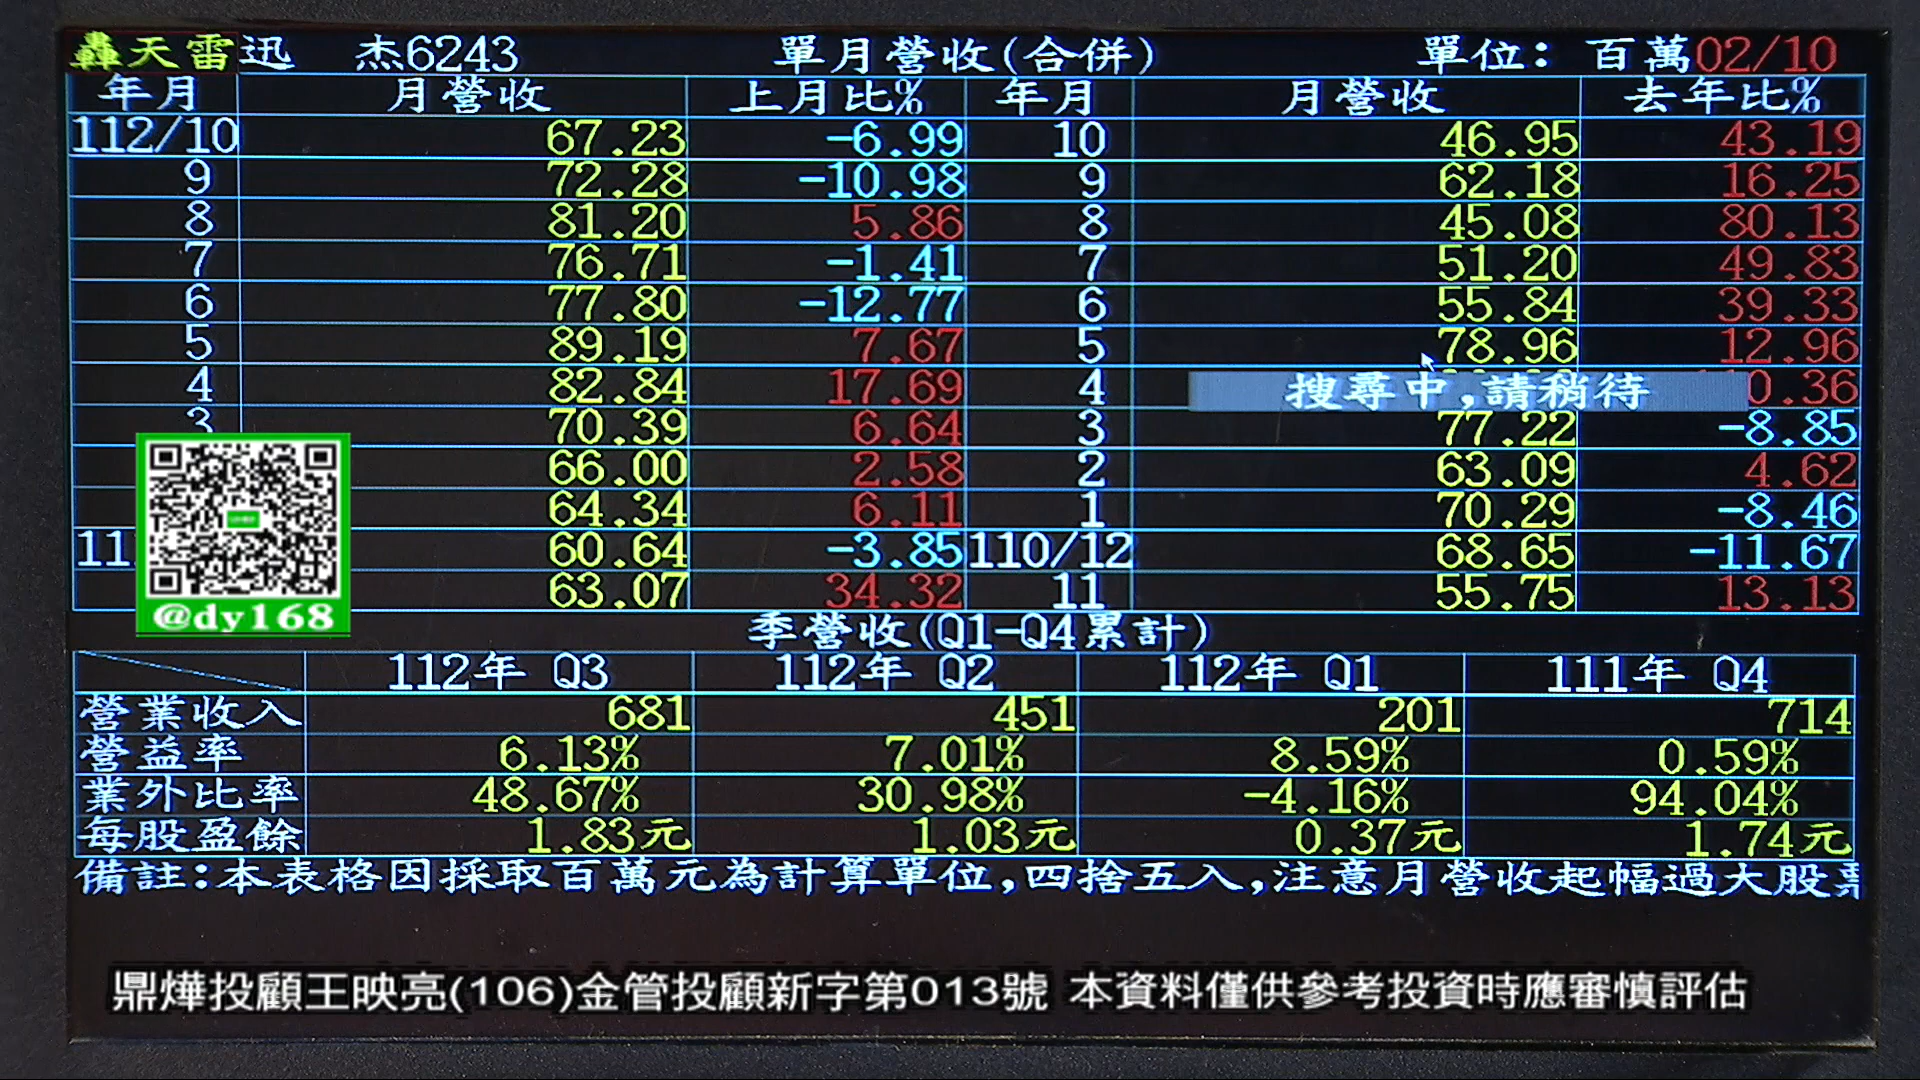 轟天雷迅 杰6243 單月營收(合併) 單位: 百萬02/10
年月 月營收 上月比% 年月 月營收 去年比%
112/10 67.23 -6.99 10 46.95 43.19
9 72.28 -10.98 9 62.18 16.25
8 81.20 5.86 8 45.08 80.13
7 76.71 -1.41 7 51.20 49.83
6 77.80 -12.77 6 55.84 39.33
5 89.19 7.67 5 78.96 12.96
4 82.84 17.69 4 搜尋中,請稍待 0.36
3 70.39 6.64 3 77.22 -8.85
66.00 2.58 2 63.09 4.62
64.34 6.11 1 70.29 -8.46
11 60.64 -3.85 110/12 68.65 -11.67
63.07 34.32 11 55.75 13.13
@dy168
季營收(Q1-Q4累計)
112年 Q3 112年 Q2 112年 Q1 111年 Q4
營業收入 681 451 201 714
營益率 6.13% 7.01% 8.59% 0.59%
業外比率 48.67% 30.98% -4.16% 94.04%
每股盈餘 1.83元 1.03元 0.37元 1.74元
備註:本表格因採取百萬元為計算單位,四捨五入,注意月營收起幅過大股
鼎燁投顧王映亮(106)金管投顧新字第013號 本資料僅供參考投資時應審慎評估